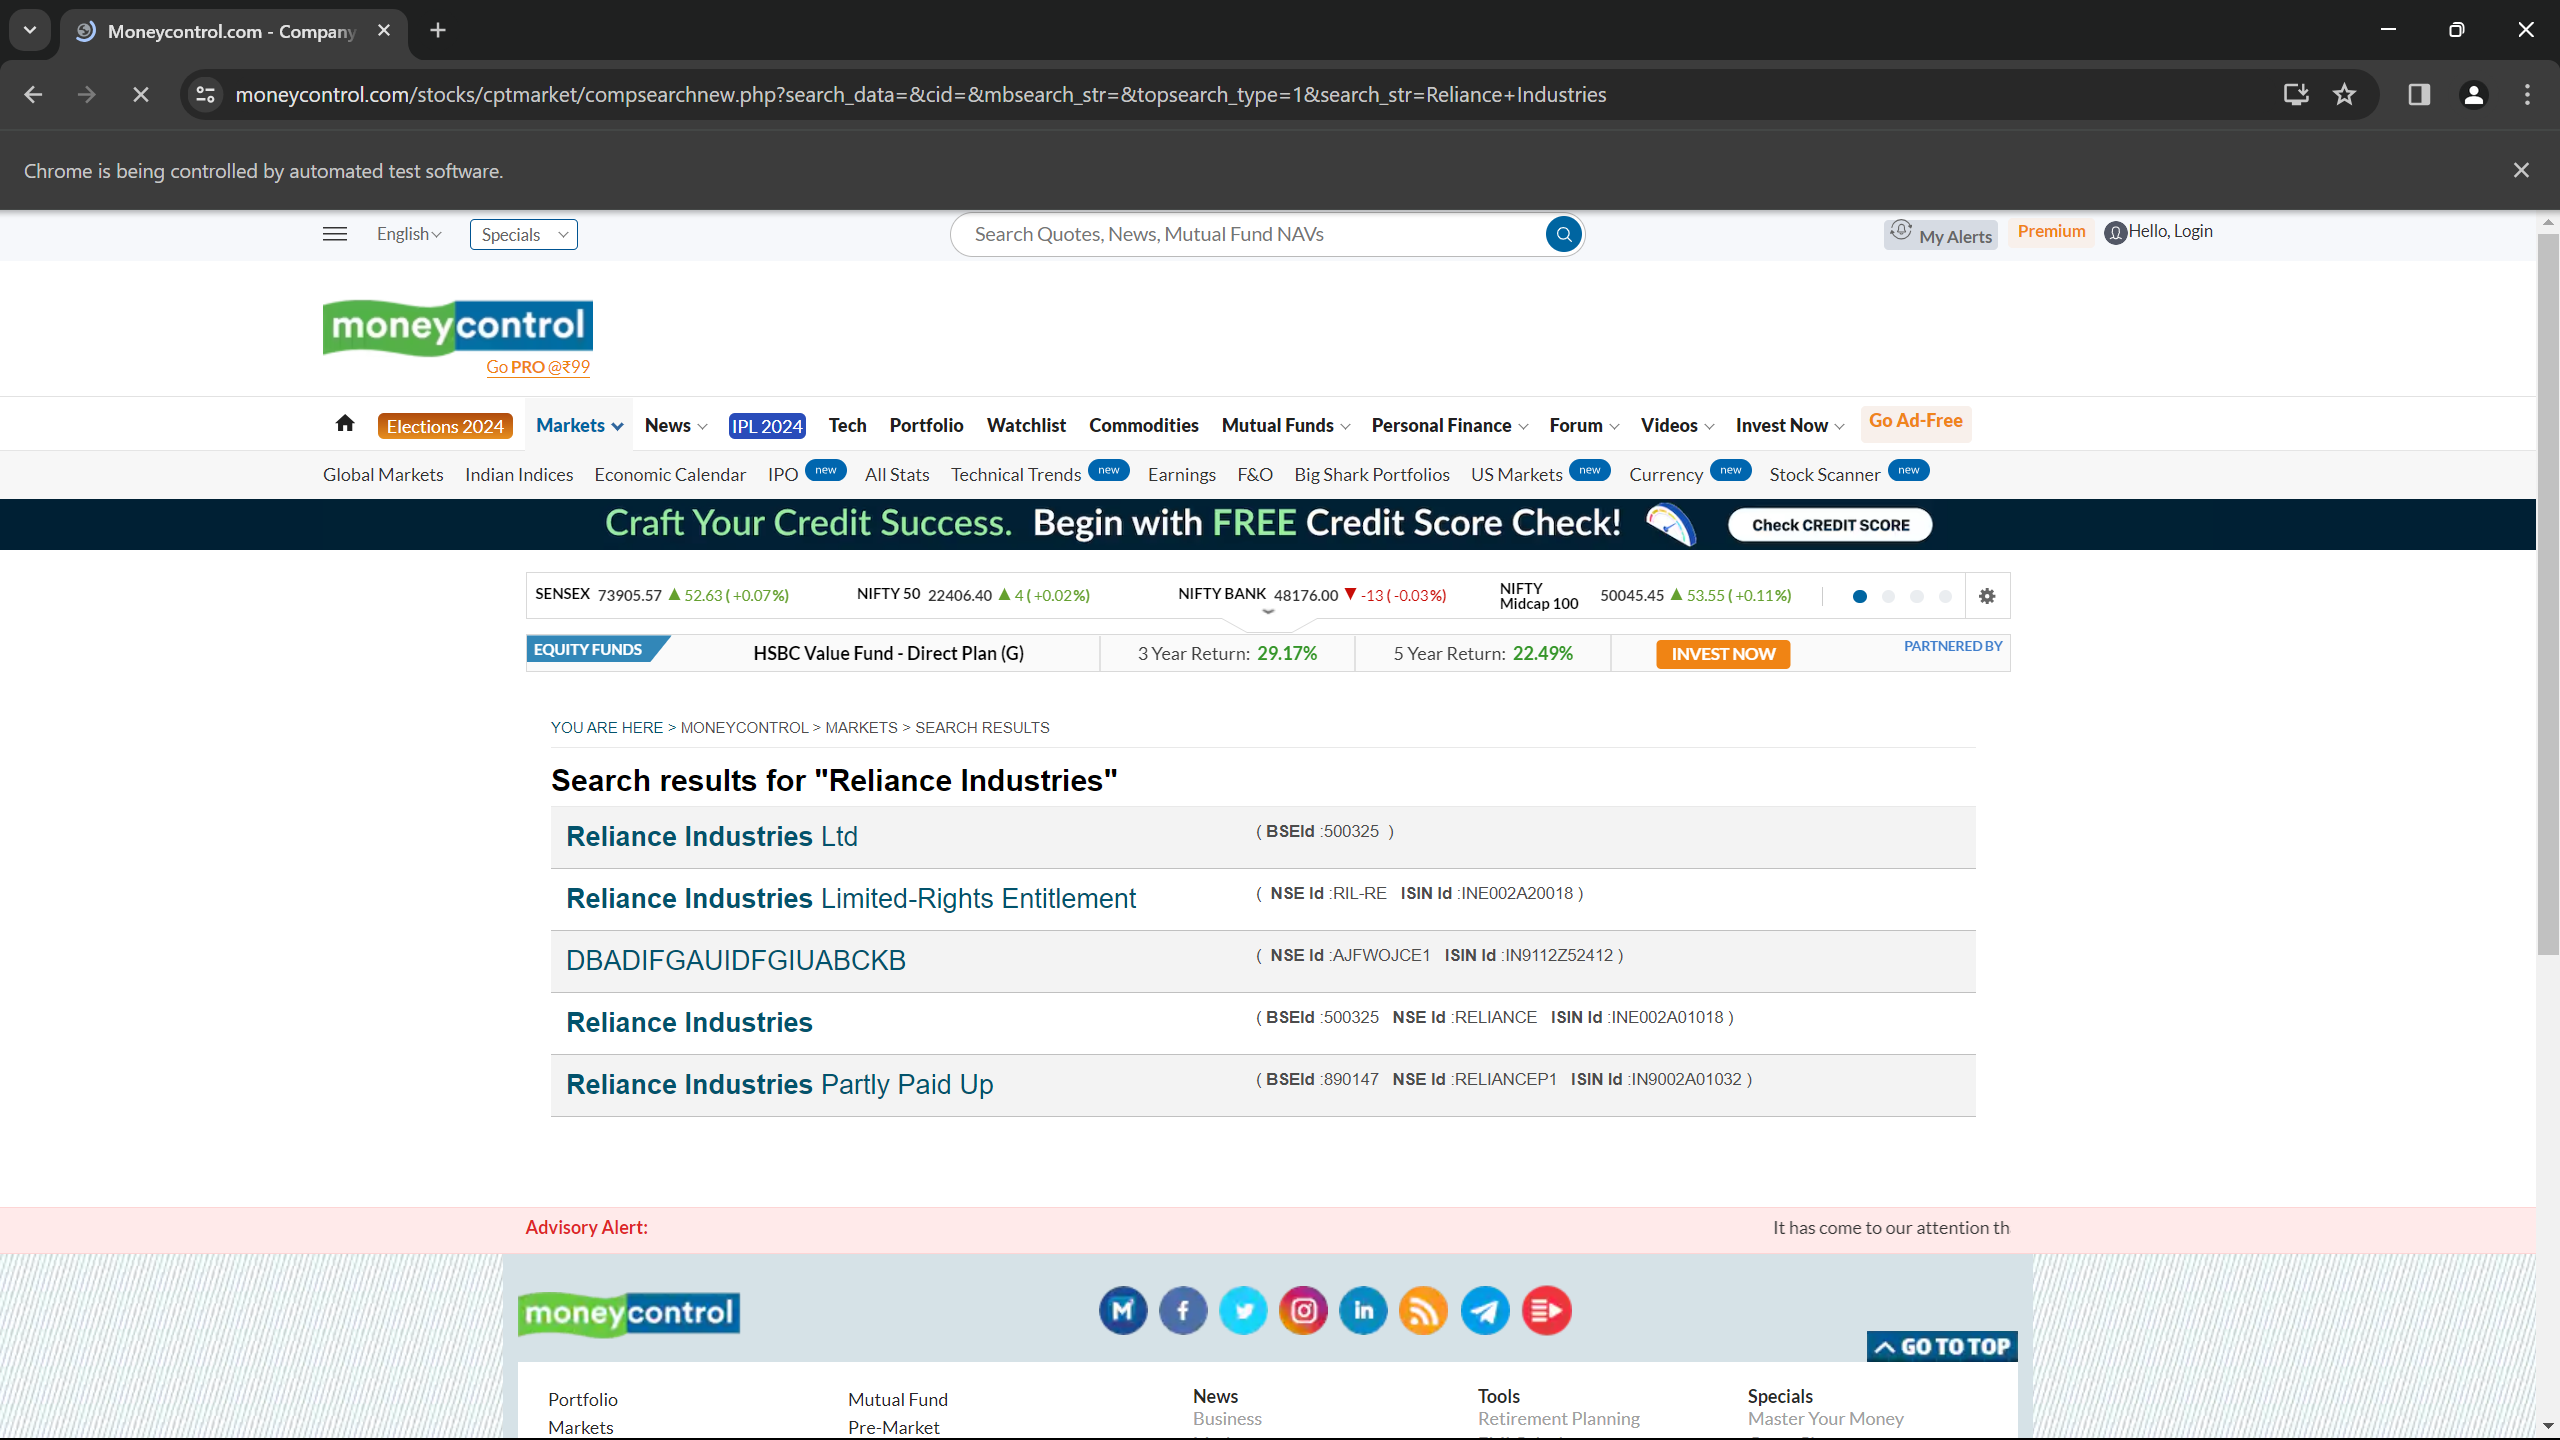 Moneycontrol.com - Company
moneycontrol.com/stocks/cptmarket/compsearchnew.php?search_data=&cid=&mbsearch_str=&topsearch_type=1&search_str=Reliance+Industries
Chrome is being controlled by automated test software.
English Specials Search Quotes, News, Mutual Fund NAVs My Alerts Premium Hello, Login
moneycontrol
Go PRO @₹99
Elections 2024 Markets News IPL 2024 Tech Portfolio Watchlist Commodities Mutual Funds Personal Finance Forum Videos Invest Now Go Ad-Free
Global Markets Indian Indices Economic Calendar IPO new All Stats Technical Trends new Earnings F&O Big Shark Portfolios US Markets new Currency new Stock Scanner new
Craft Your Credit Success. Begin with FREE Credit Score Check! Check CREDIT SCORE
SENSEX 73905.57 ▲ 52.63 ( +0.07%) NIFTY 50 22406.40 ▲ 4 ( +0.02%) NIFTY BANK 48176.00 ▼ -13 ( -0.03%) NIFTY Midcap 100 50045.45 ▲ 53.55 ( +0.11%)
EQUITY FUNDS HSBC Value Fund - Direct Plan (G) 3 Year Return: 29.17% 5 Year Return: 22.49% INVEST NOW PARTNERED BY
YOU ARE HERE > MONEYCONTROL > MARKETS > SEARCH RESULTS
Search results for "Reliance Industries"
Reliance Industries Ltd ( BSEId :500325 )
Reliance Industries Limited-Rights Entitlement ( NSE Id :RIL-RE ISIN Id :INE002A20018 )
DBADIFGAUIDFGIUABCKB ( NSE Id :AJFWOJCE1 ISIN Id :IN9112Z52412 )
Reliance Industries ( BSEId :500325 NSE Id :RELIANCE ISIN Id :INE002A01018 )
Reliance Industries Partly Paid Up ( BSEId :890147 NSE Id :RELIANCEP1 ISIN Id :IN9002A01032 )
Advisory Alert: It has come to our attention th
moneycontrol M f in
GO TO TOP
Portfolio Mutual Fund News Tools Specials
Business Retirement Planning Master Your Money
Markets Pre-Market